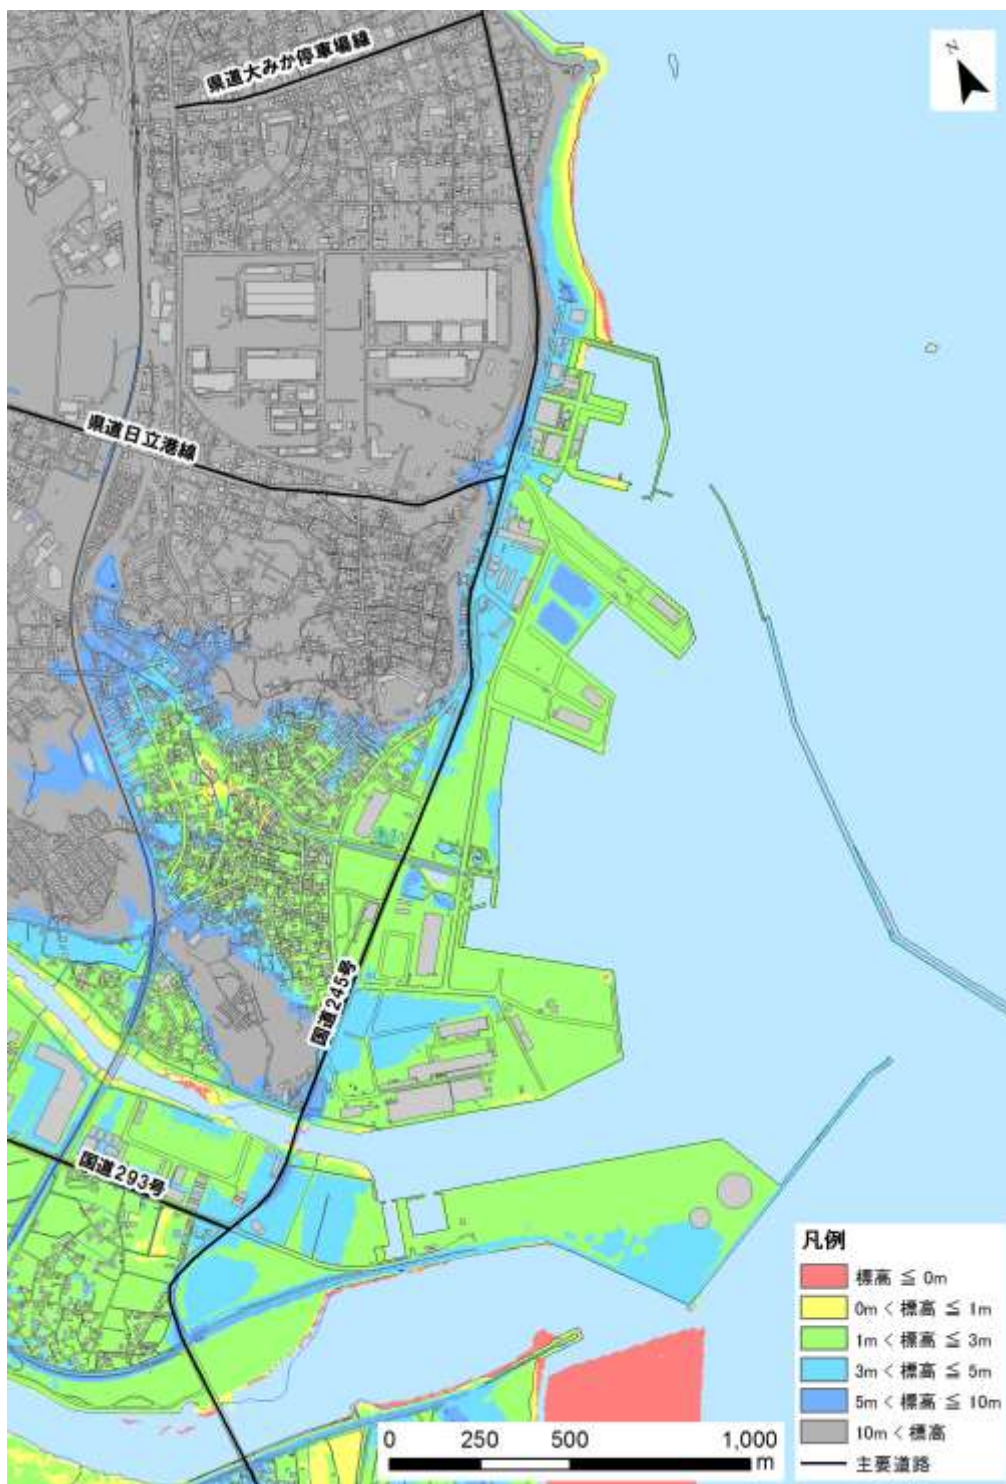 県道大みか停車場線
N
県道日立港線
国道245号
国道293号
凡例
標高 ≦ 0m
0m < 標高 ≦ 1m
1m < 標高 ≦ 3m
3m < 標高 ≦ 5m
5m < 標高 ≦ 10m
10m < 標高
主要道路
0 250 500 1,000
m